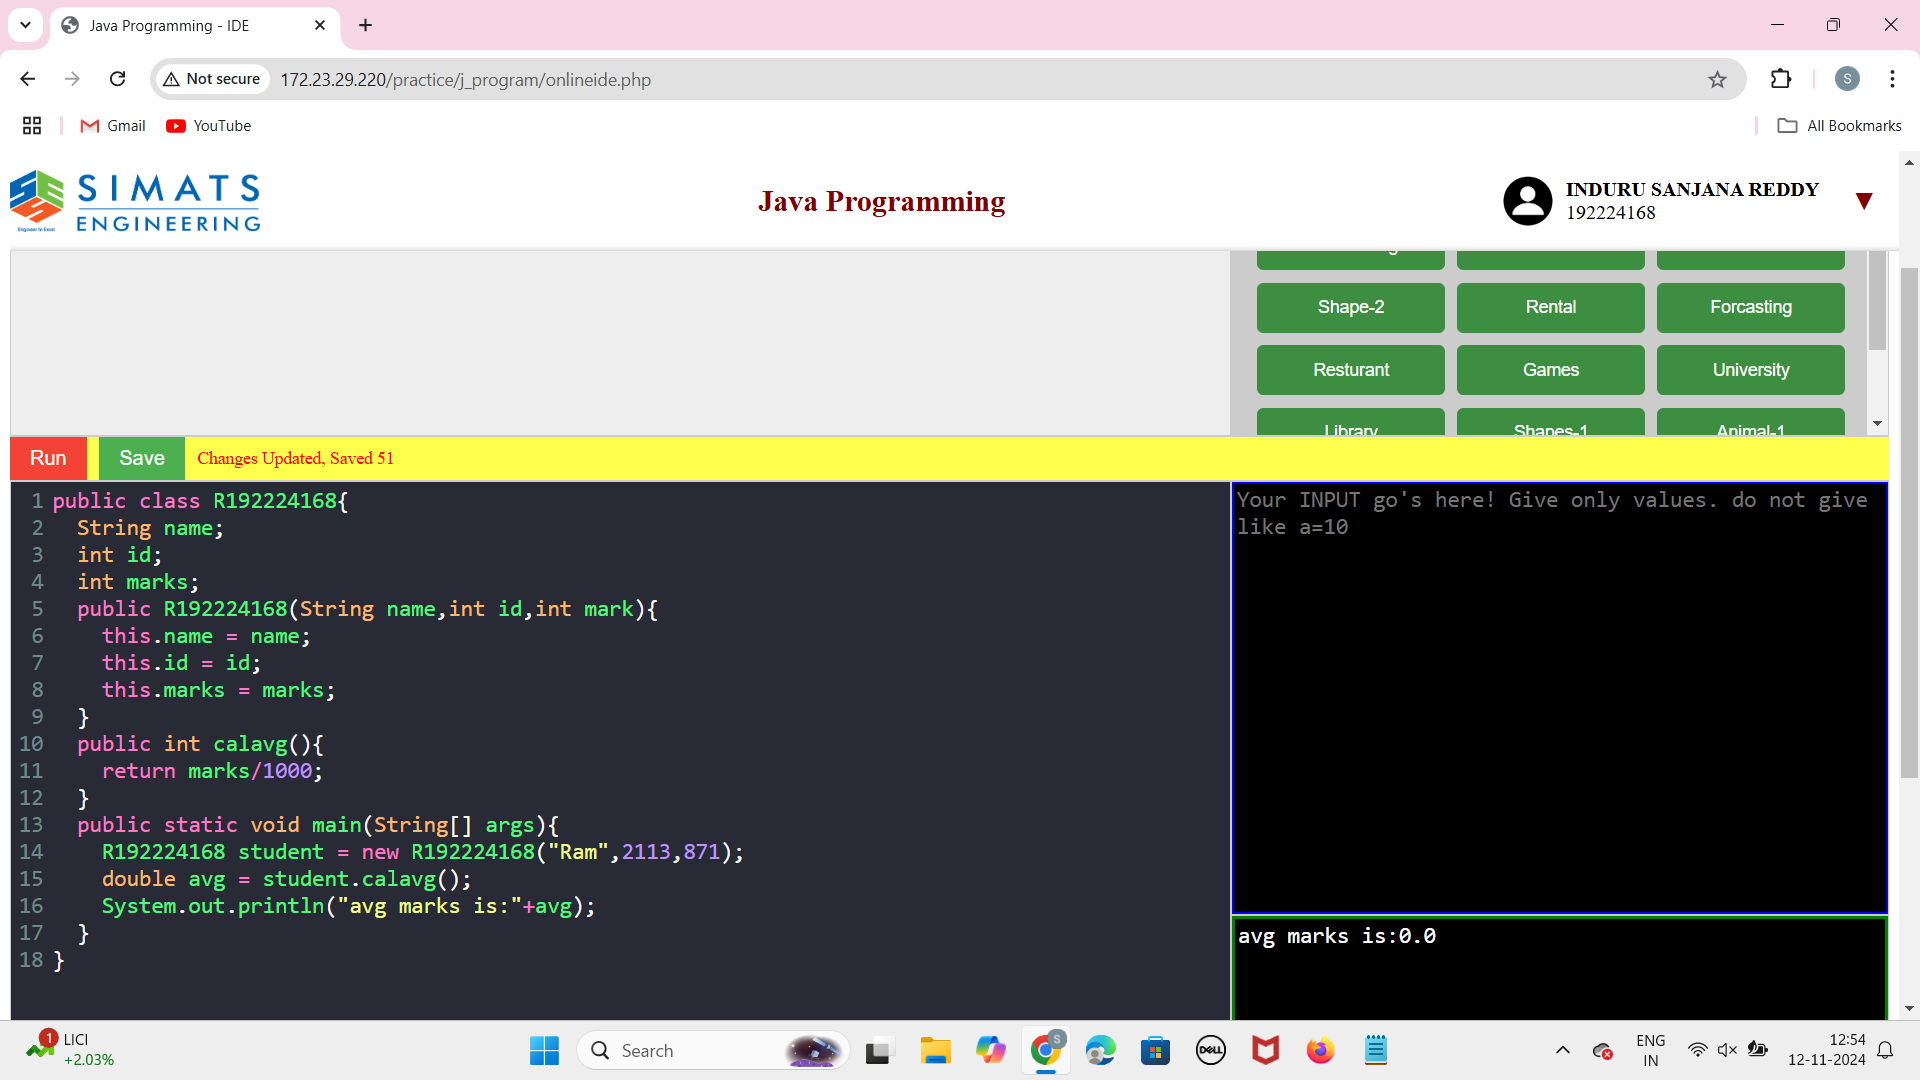 Java Programming - IDE
Not secure
172.23.29.220/practice/j_program/onlineide.php
S
Gmail
YouTube
All Bookmarks
SIMATS
ENGINEERING
Engineer to Excel
Java Programming
INDURU SANJANA REDDY
192224168
Shape-2
Rental
Forcasting
Resturant
Games
University
Library
Shapes-1
Animal-1
Run
Save
Changes Updated, Saved 51
1 public class R192224168{
2 String name;
3 int id;
4 int marks;
5 public R192224168(String name,int id,int mark){
6 this.name = name;
7 this.id = id;
8 this.marks = marks;
9 }
10 public int calavg(){
11 return marks/1000;
12 }
13 public static void main(String[] args){
14 R192224168 student = new R192224168("Ram",2113,871);
15 double avg = student.calavg();
16 System.out.println("avg marks is:"+avg);
17 }
18 }
Your INPUT go's here! Give only values. do not give
like a=10
avg marks is:0.0
1
LICI
+2.03%
Search
S
DELL
ENG
IN
12:54
12-11-2024